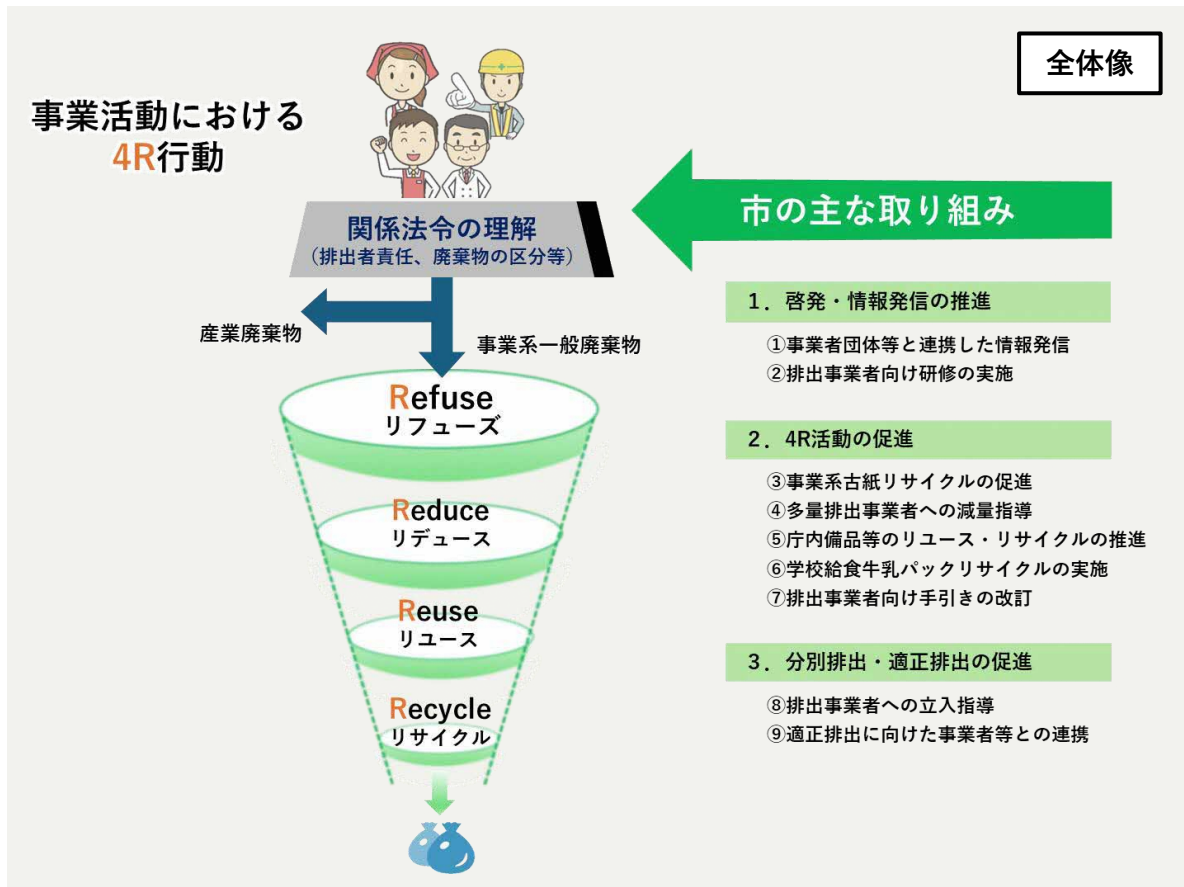 全体像
事業活動における
4R行動
関係法令の理解
（排出者責任、廃棄物の区分等）
産業廃棄物
事業系一般廃棄物
Refuse
リフューズ
Reduce
リデュース
Reuse
リユース
Recycle
リサイクル
市の主な取り組み
1．啓発・情報発信の推進
①事業者団体等と連携した情報発信
②排出事業者向け研修の実施
2．4R活動の促進
③事業系古紙リサイクルの促進
④多量排出事業者への減量指導
⑤庁内備品等のリユース・リサイクルの推進
⑥学校給食牛乳パックリサイクルの実施
⑦排出事業者向け手引きの改訂
3．分別排出・適正排出の促進
⑧排出事業者への立入指導
⑨適正排出に向けた事業者等との連携